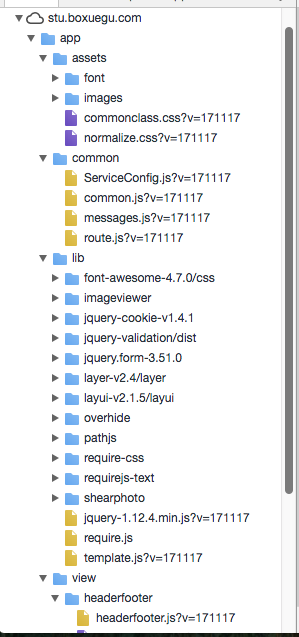 stu.boxuegu.com
app
assets
font
images
commonclass.css?v=171117
normalize.css?v=171117
common
ServiceConfig.js?v=171117
common.js?v=171117
messages.js?v=171117
route.js?v=171117
lib
font-awesome-4.7.0/css
imageviewer
jquery-cookie-v1.4.1
jquery-validation/dist
jquery.form-3.51.0
layer-v2.4/layer
layui-v2.1.5/layui
overhide
pathjs
require-css
requirejs-text
shearphoto
jquery-1.12.4.min.js?v=171117
require.js
template.js?v=171117
view
headerfooter
headerfooter.js?v=171117